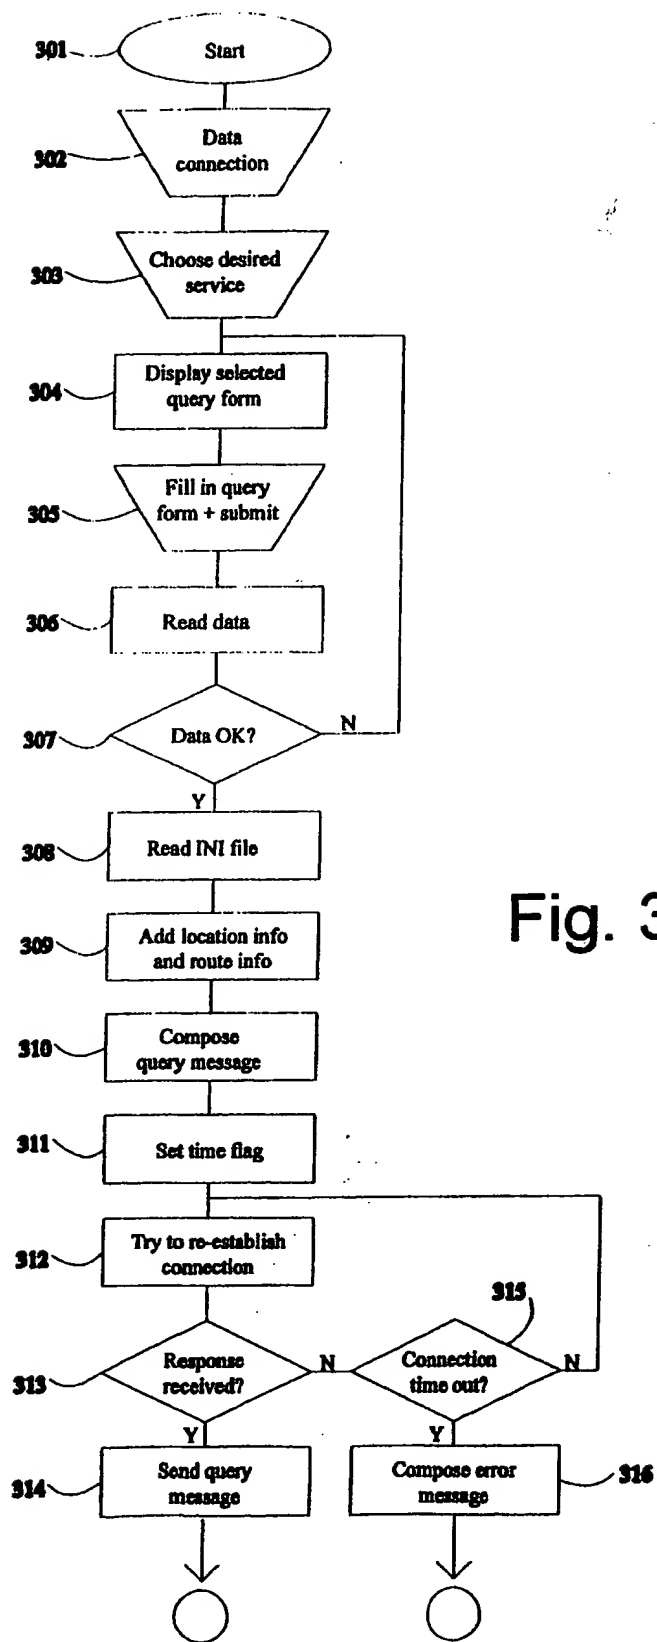 301
Start
302
Data
connection
303
Choose desired
service
304
Display selected
query form
305
Fill in query
form + submit
306
Read data
307
Data OK?
N
Y
308
Read INI file
309
Add location info
and route info
Fig. 3
310
Compose
query message
311
Set time flag
312
Try to re-establish
connection
315
313
Response
received?
N
Connection
time out?
N
Y
Y
314
Send query
message
Compose error
message
316